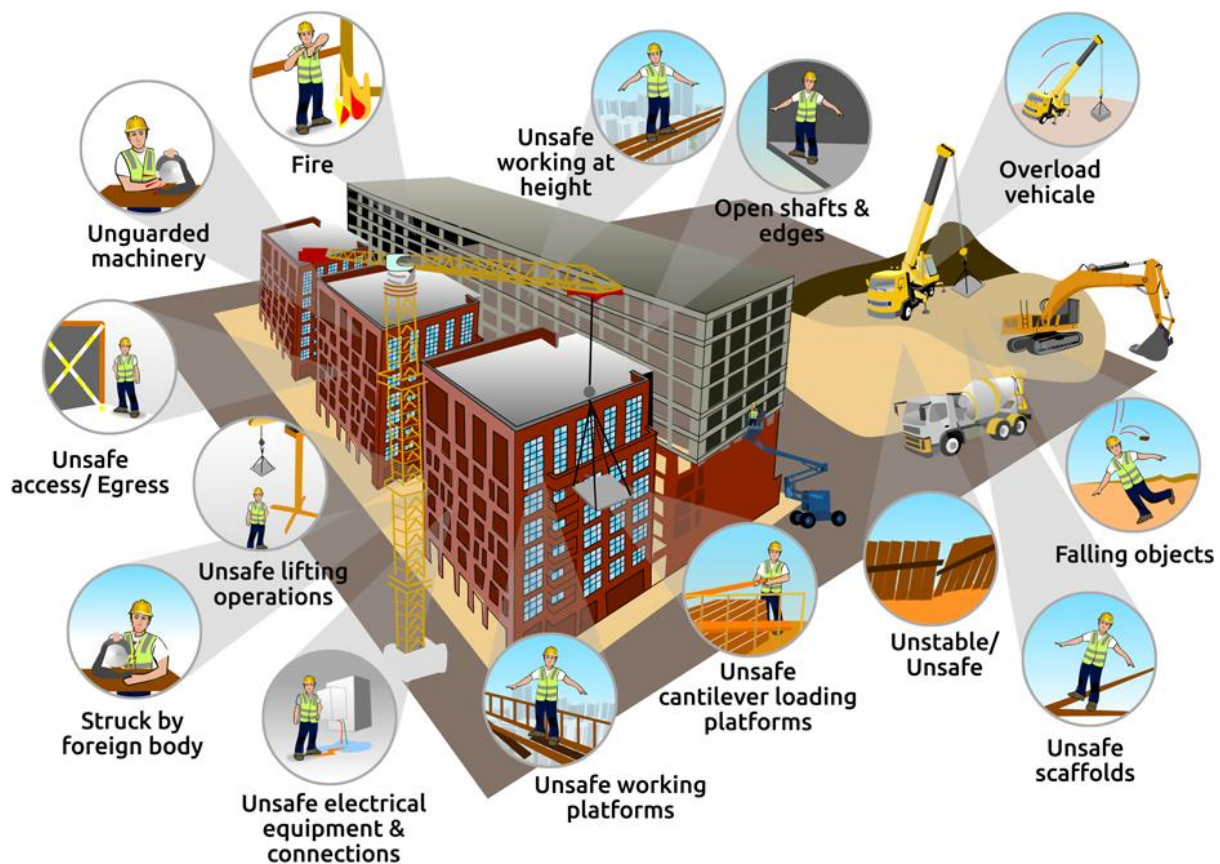 Fire
Unsafe
working at
height
Open shafts &
edges
Overload
vehicale
Unguarded
machinery
Unsafe
access/ Egress
Unsafe lifting
operations
Falling objects
Struck by
foreign body
Unsafe electrical
equipment &
connections
Unsafe working
platforms
Unsafe
cantilever loading
platforms
Unstable/
Unsafe
Unsafe
scaffolds